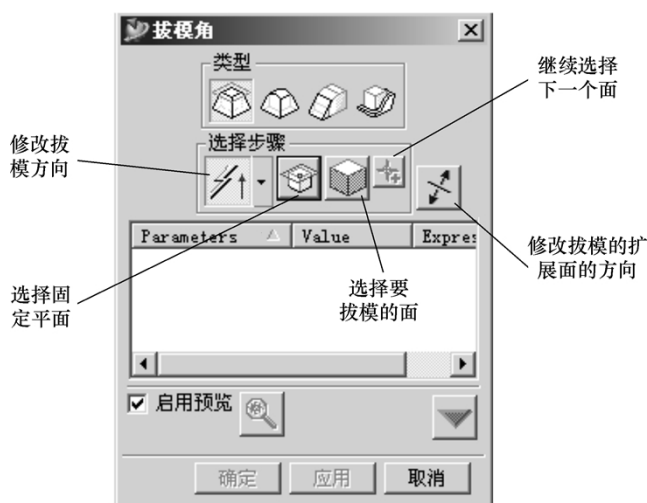 拔模角
类型
继续选择
下一个面
选择步骤
修改拔
模方向
Parameters Value Expres
修改拔模的扩
展面的方向
选择固
定平面
选择要
拔模的面
启用预览
确定 应用 取消